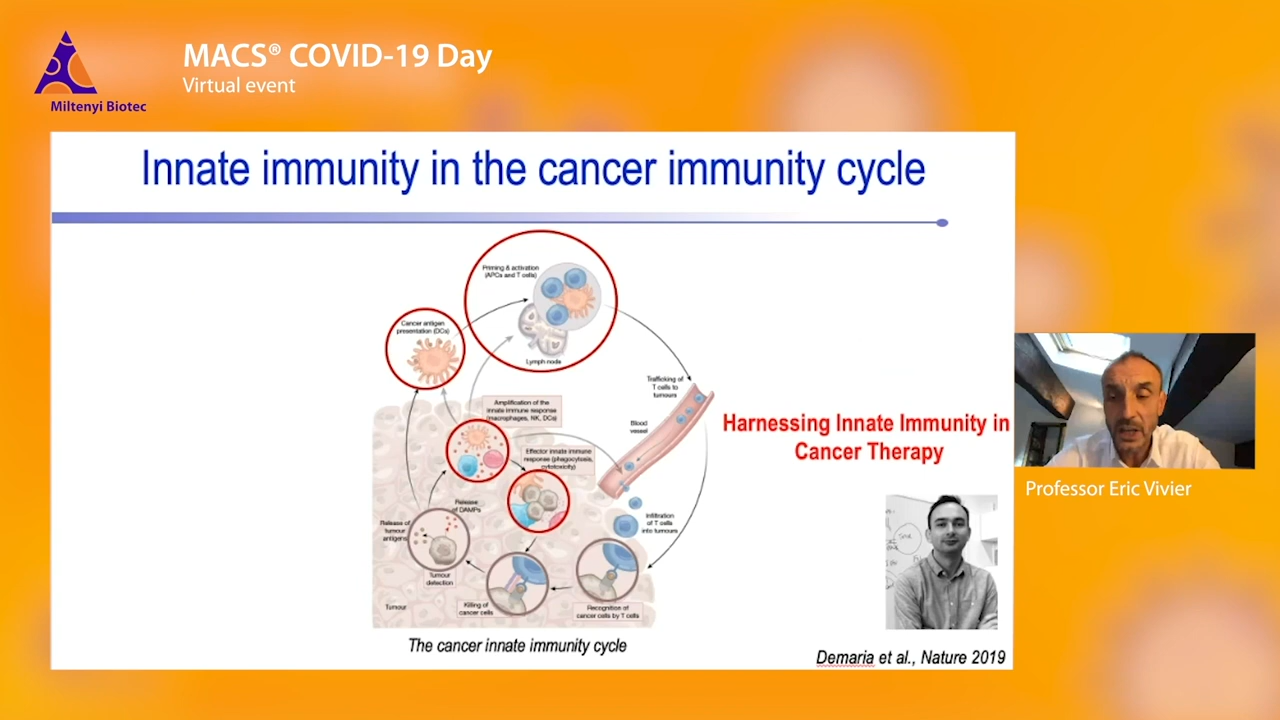 MACS® COVID-19 Day
Virtual event
Miltenyi Biotec
Innate immunity in the cancer immunity cycle
Priming & activation
(APCs and T cells)
Cancer antigen
presentation (DCs)
Lymph node
Trafficking of
T cells to
tumours
Amplification of the
innate immune response
(macrophages, NK, DCs)
Blood
vessel
Effector innate immune
response (phagocytosis,
cytotoxicity)
Release
of DAMPs
Release of
tumour
antigens
Infiltration
of T cells
into tumours
Tumour
detection
Tumour
Killing of
cancer cells
Recognition of
cancer cells by T cells
The cancer innate immunity cycle
Harnessing Innate Immunity in
Cancer Therapy
Demaria et al., Nature 2019
Professor Eric Vivier